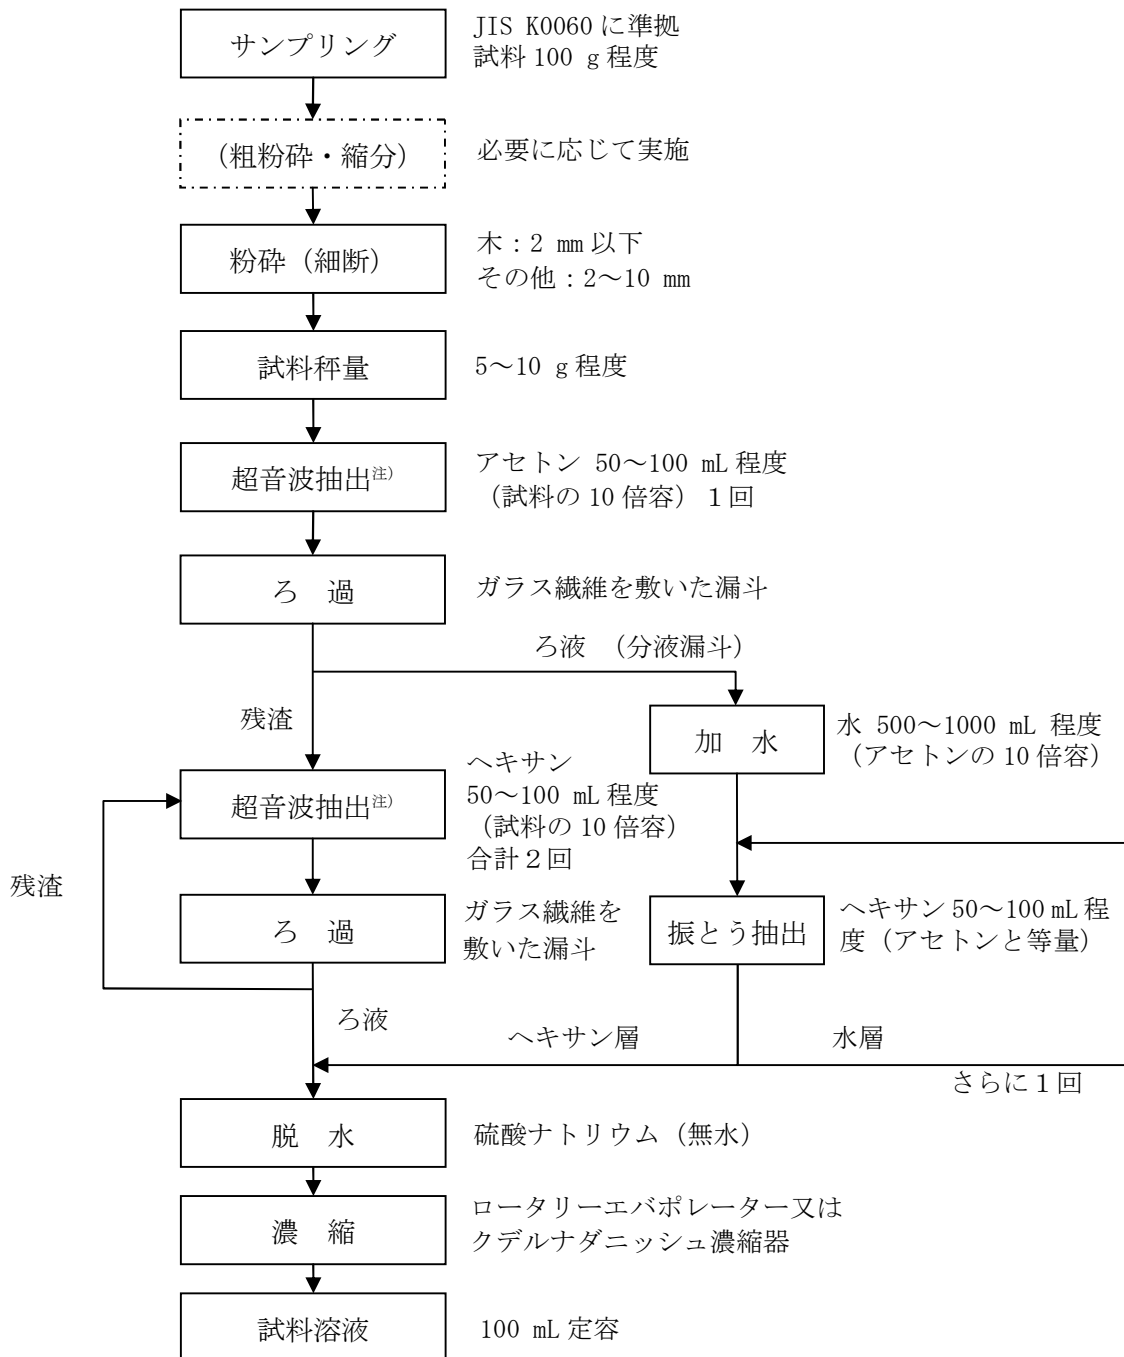 サンプリング
JIS K0060 に準拠
試料 100 g 程度
（粗粉砕・縮分）
必要に応じて実施
粉砕（細断）
木：2 mm 以下
その他：2～10 mm
試料秤量
5～10 g 程度
超音波抽出注)
アセトン 50～100 mL 程度
（試料の 10 倍容）１回
ろ　過
ガラス繊維を敷いた漏斗
ろ液　（分液漏斗）
残渣
加　水
水 500～1000 mL 程度
（アセトンの 10 倍容）
超音波抽出注)
ヘキサン
50～100 mL 程度
（試料の 10 倍容）
合計２回
残渣
ろ　過
ガラス繊維を
敷いた漏斗
振とう抽出
ヘキサン 50～100 mL 程
度（アセトンと等量）
ろ液
ヘキサン層
水層
さらに１回
脱　水
硫酸ナトリウム（無水）
濃　縮
ロータリーエバポレーター又は
クデルナダニッシュ濃縮器
試料溶液
100 mL 定容